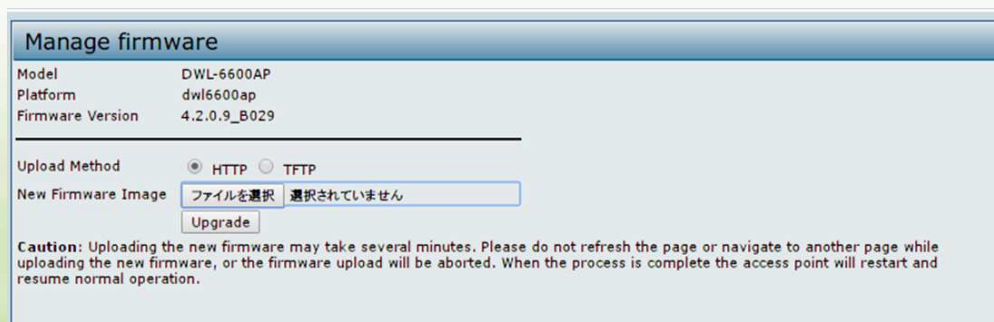 Manage firmware
Model DWL-6600AP
Platform dwl6600ap
Firmware Version 4.2.0.9_B029
Upload Method HTTP TFTP
New Firmware Image ファイルを選択 選択されていません
Upgrade
Caution: Uploading the new firmware may take several minutes. Please do not refresh the page or navigate to another page while
uploading the new firmware, or the firmware upload will be aborted. When the process is complete the access point will restart and
resume normal operation.